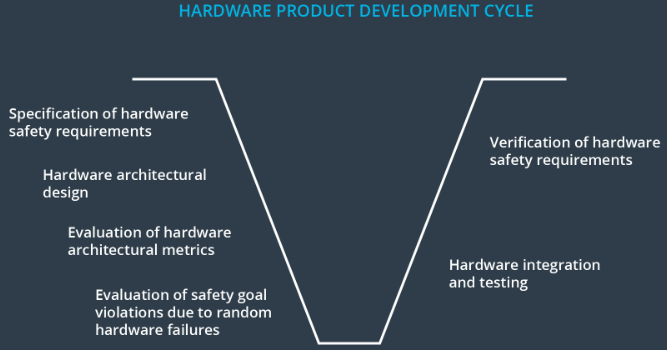 HARDWARE PRODUCT DEVELOPMENT CYCLE
Specification of hardware
safety requirements
Hardware architectural
design
Evaluation of hardware
architectural metrics
Evaluation of safety goal
violations due to random
hardware failures
Verification of hardware
safety requirements
Hardware integration
and testing